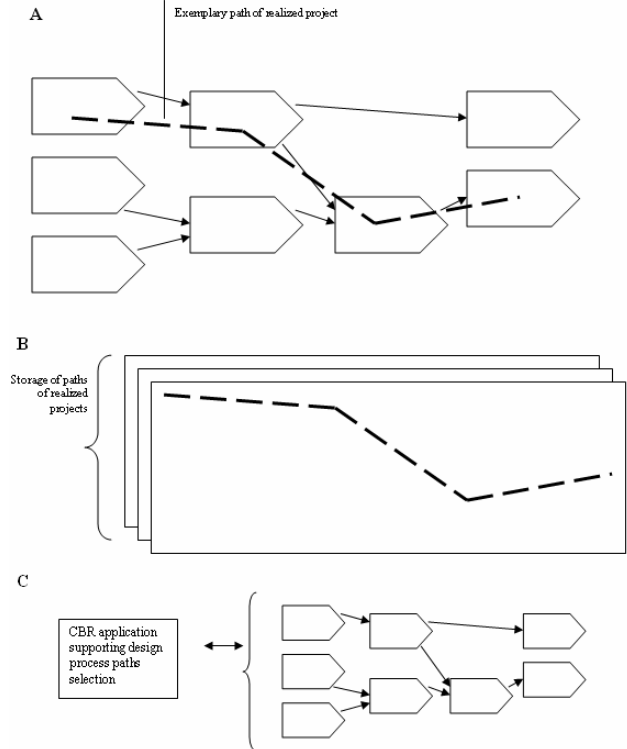 A
Exemplary path of realized project
B
Storage of paths
of realized
projects
C
CBR application
supporting design
process paths
selection